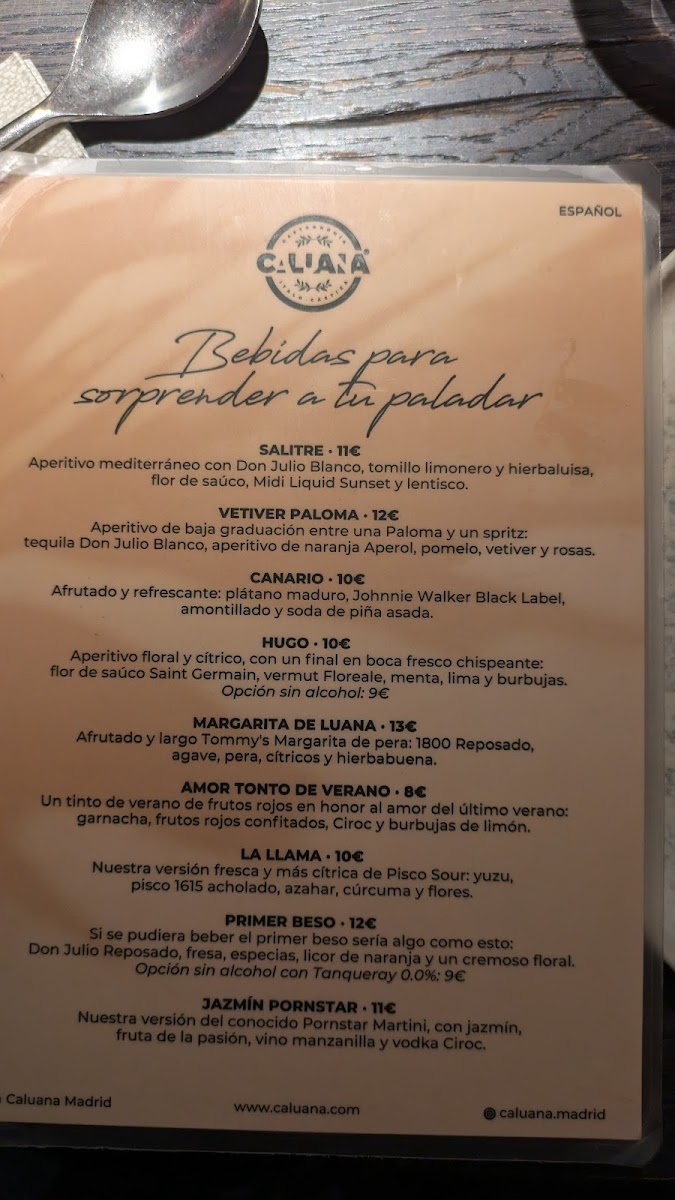 ESPAÑOL
GASTRONOMÍA
CALUANA
ÍTALO-CASTIZA
Bebidas para
sorprender a tu paladar
SALITRE · 11€
Aperitivo mediterráneo con Don Julio Blanco, tomillo limonero y hierbaluisa,
flor de saúco, Midi Liquid Sunset y lentisco.
VETIVER PALOMA · 12€
Aperitivo de baja graduación entre una Paloma y un spritz:
tequila Don Julio Blanco, aperitivo de naranja Aperol, pomelo, vetiver y rosas.
CANARIO · 10€
Afrutado y refrescante: plátano maduro, Johnnie Walker Black Label,
amontillado y soda de piña asada.
HUGO · 10€
Aperitivo floral y cítrico, con un final en boca fresco chispeante:
flor de saúco Saint Germain, vermut Floreale, menta, lima y burbujas.
Opción sin alcohol: 9€
MARGARITA DE LUANA · 13€
Afrutado y largo Tommy's Margarita de pera: 1800 Reposado,
agave, pera, cítricos y hierbabuena.
AMOR TONTO DE VERANO · 8€
Un tinto de verano de frutos rojos en honor al amor del último verano:
garnacha, frutos rojos confitados, Ciroc y burbujas de limón.
LA LLAMA · 10€
Nuestra versión fresca y más cítrica de Pisco Sour: yuzu,
pisco 1615 acholado, azahar, cúrcuma y flores.
PRIMER BESO · 12€
Si se pudiera beber el primer beso sería algo como esto:
Don Julio Reposado, fresa, especias, licor de naranja y un cremoso floral.
Opción sin alcohol con Tanqueray 0,0%: 9€
JAZMÍN PORNSTAR · 11€
Nuestra versión del conocido Pornstar Martini, con jazmín,
fruta de la pasión, vino manzanilla y vodka Ciroc.
Caluana Madrid
www.caluana.com
caluana.madrid